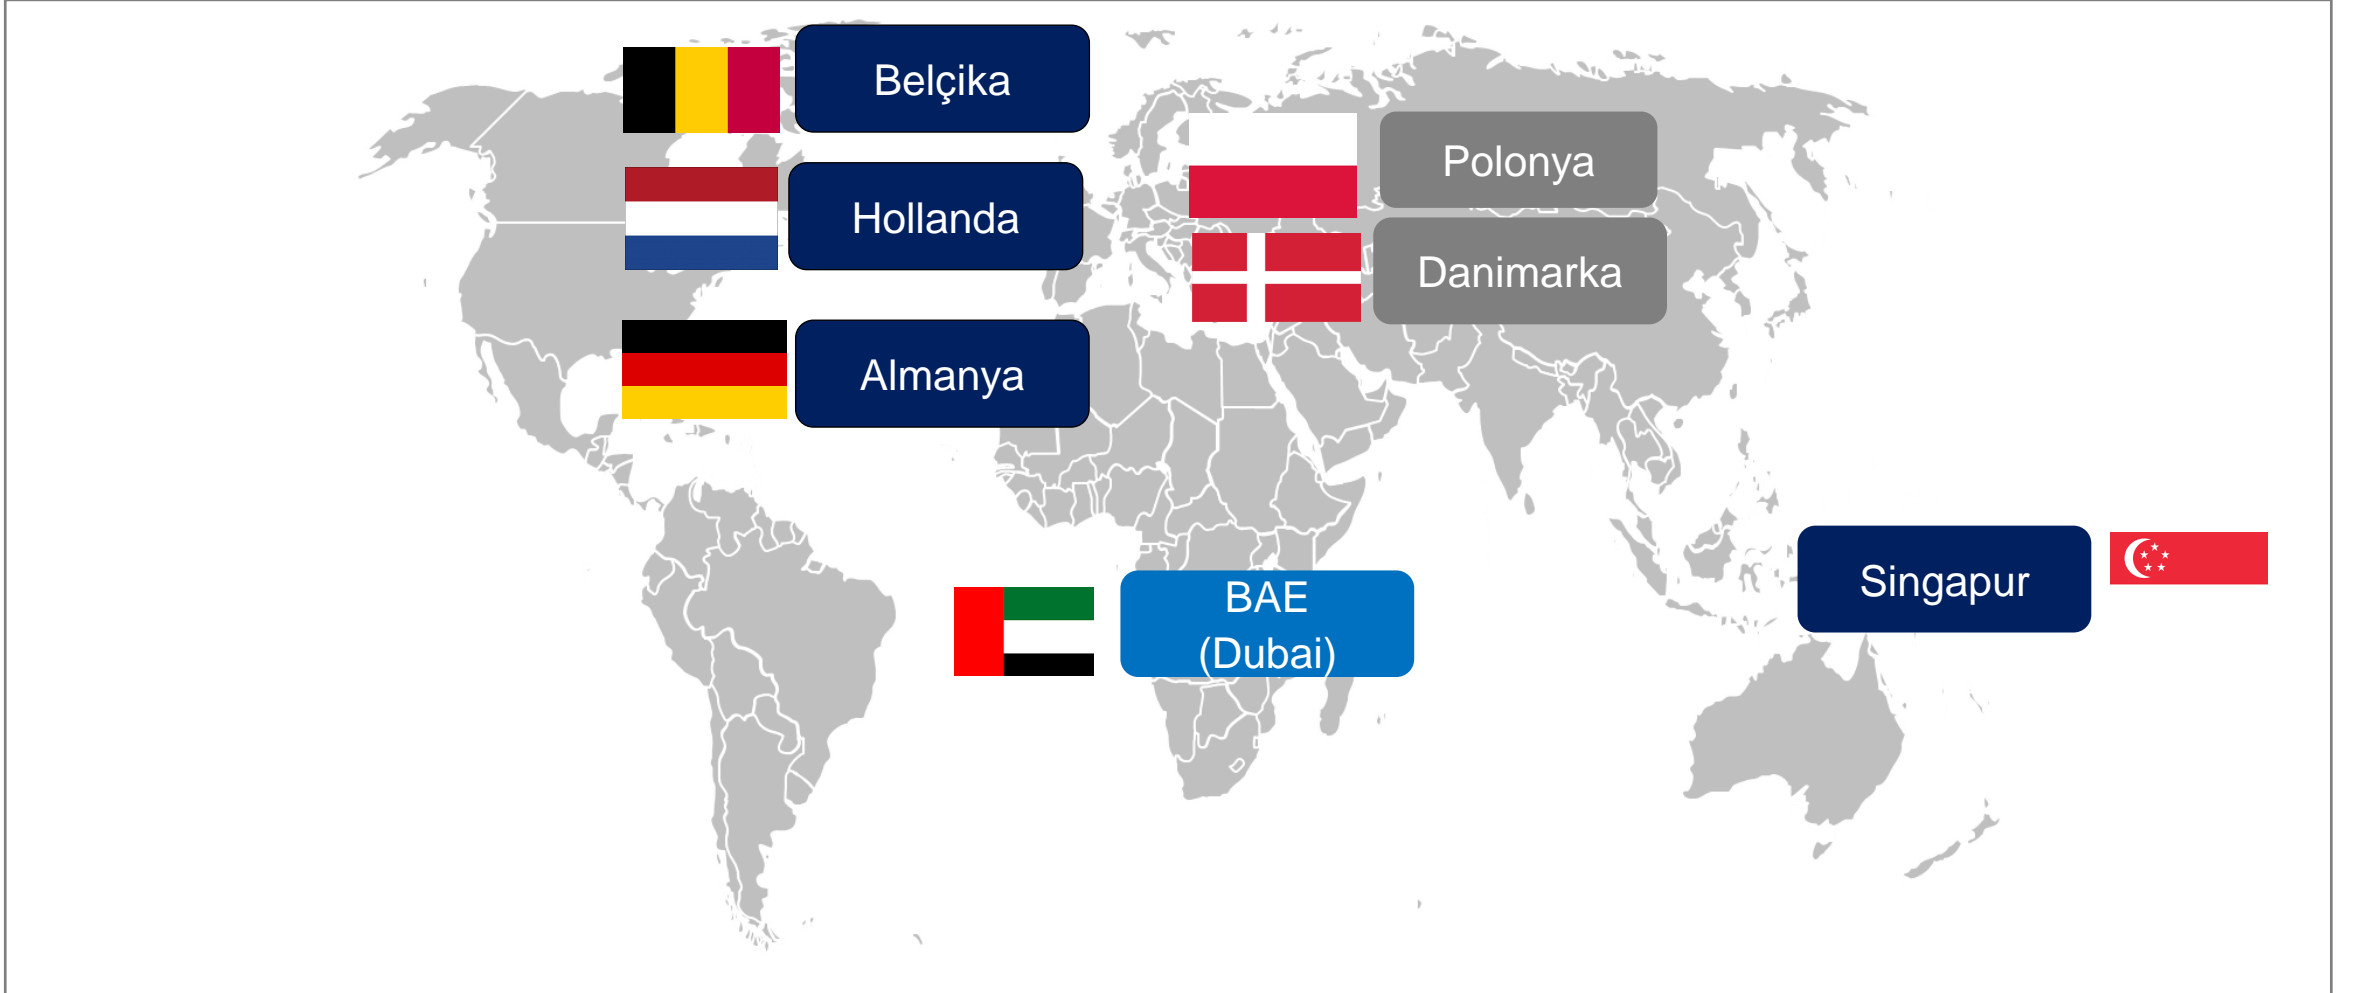 Belçika
Polonya
Hollanda
Danimarka
Almanya
Singapur
BAE
(Dubai)